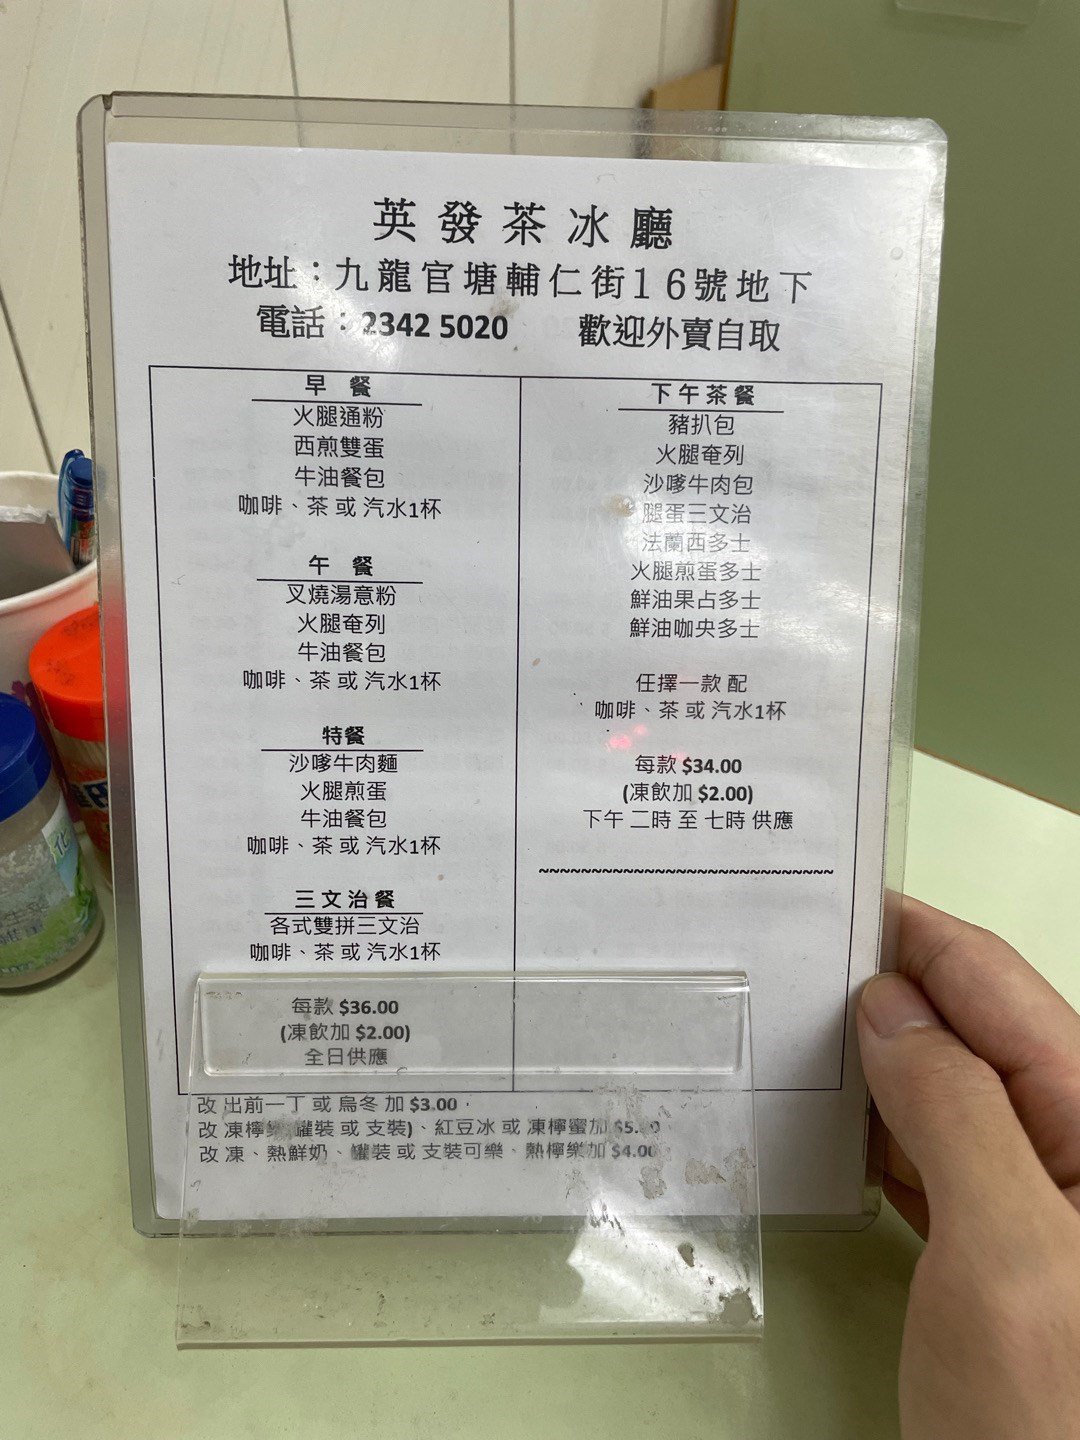 英發茶冰廳
地址：九龍官塘輔仁街16號地下
電話：2342 5020 歡迎外賣自取
早 餐
火腿通粉
西煎雙蛋
牛油餐包
咖啡、茶 或 汽水1杯
午 餐
叉燒湯意粉
火腿奄列
牛油餐包
咖啡、茶 或 汽水1杯
特餐
沙嗲牛肉麵
火腿煎蛋
牛油餐包
咖啡、茶 或 汽水1杯
三文治餐
各式雙拼三文治
咖啡、茶 或 汽水1杯
每款 $36.00
(凍飲加 $2.00)
全日供應
下午茶餐
豬扒包
火腿奄列
沙嗲牛肉包
腿蛋三文治
法蘭西多士
火腿煎蛋多士
鮮油果占多士
鮮油咖央多士
任擇一款 配
咖啡、茶 或 汽水1杯
每款 $34.00
(凍飲加 $2.00)
下午 二時 至 七時 供應
~~~~~~~~~~~~~~~~~~~~~~~~~~~~
改 出前一丁 或 烏冬 加 $3.00
改 凍檸樂 罐裝 或 支裝)、紅豆冰 或 凍檸蜜加
改 凍、熱鮮奶、罐裝 或 支裝可樂、熱檸樂加 $4.00